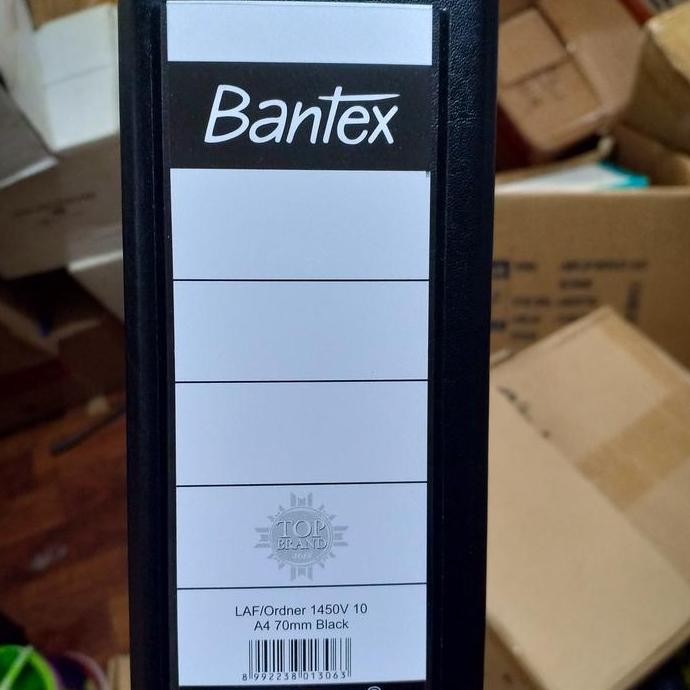 Bantex
TOP
BRAND
LAF/Ordner 1450V 10
A4 70mm Black
8 992238 013063